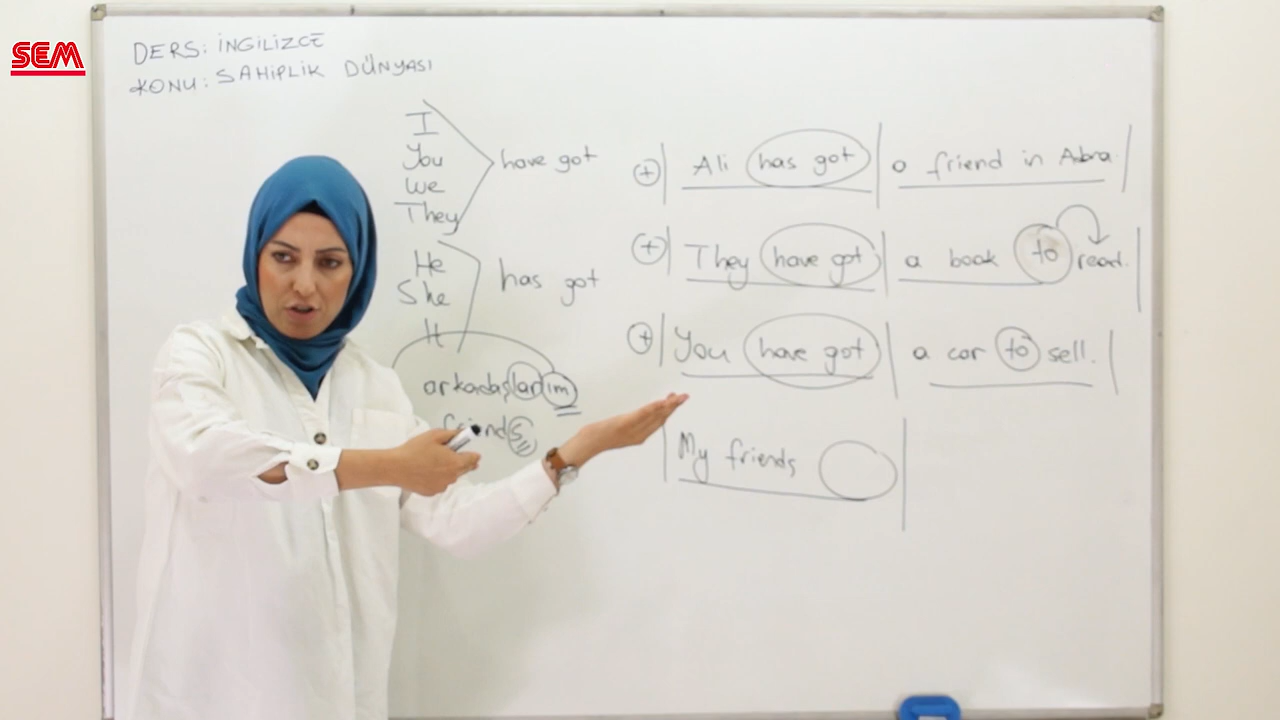 SEM
DERS: İNGİLİZCE
KONU: SAHİPLİK DÜNYASI
I
You
We
They
have got
He
She
It
has got
arkadaşlarım
friends
(+) Ali has got a friend in Adana.
(+) They have got a book to read.
(+) You have got a car to sell.
My friends